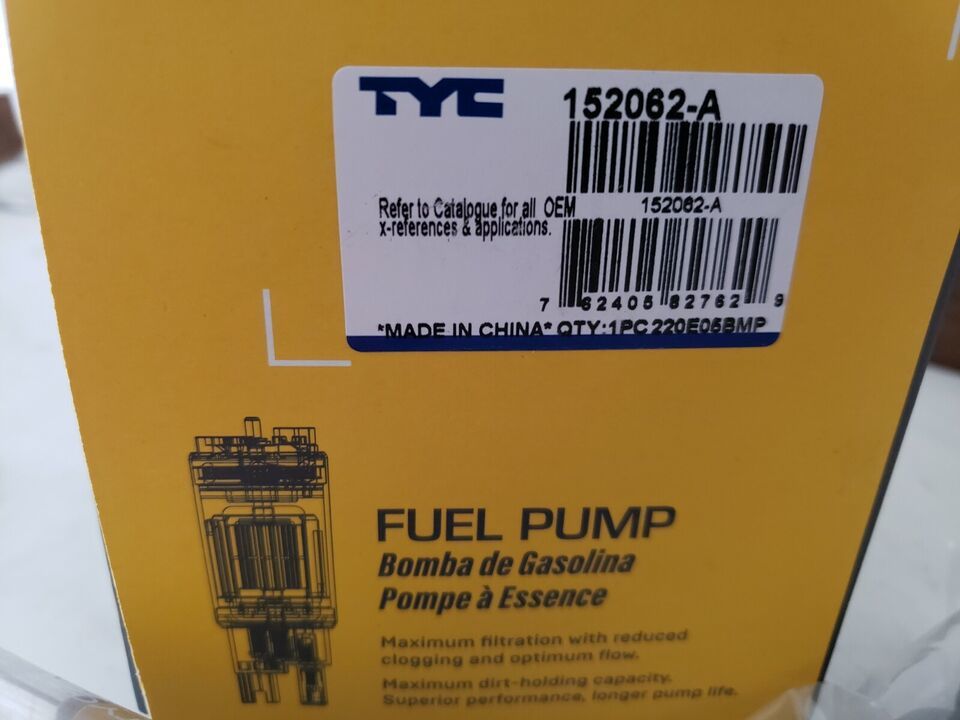 TYC
152062-A
Refer to Catalogue for all OEM
x-references & applications.
152062-A
7 62405 82762 9
*MADE IN CHINA* QTY:1PC 220E05BMP
FUEL PUMP
Bomba de Gasolina
Pompe à Essence
Maximum filtration with reduced
clogging and optimum flow.
Maximum dirt-holding capacity.
Superior performance, longer pump life.